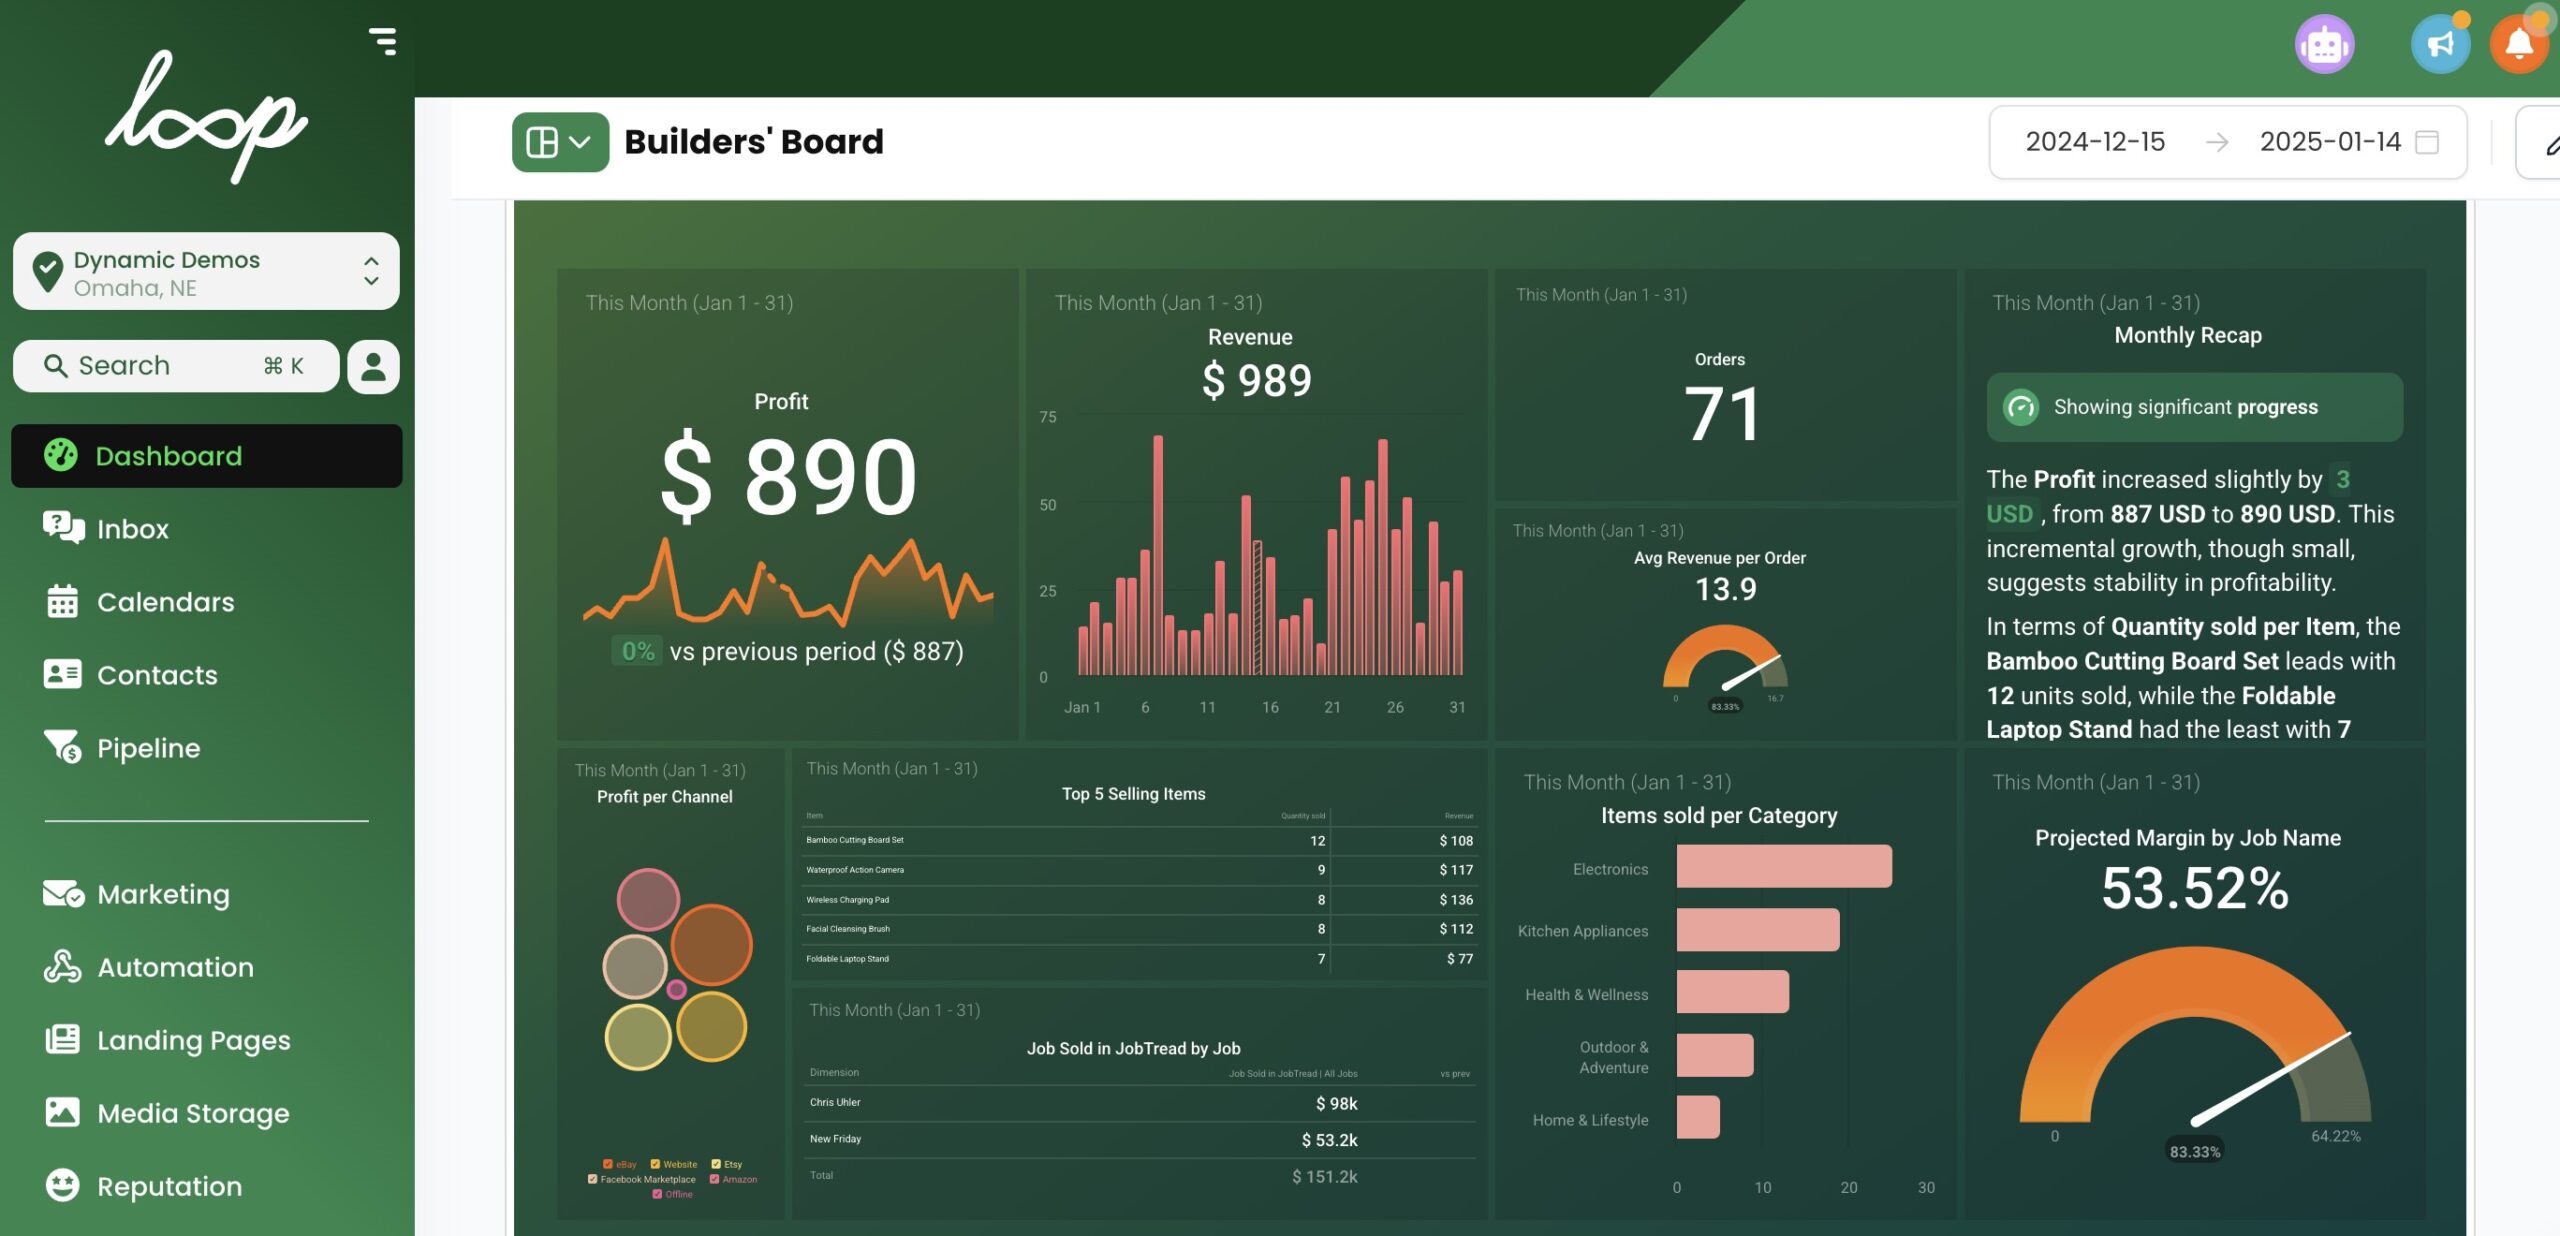 loop
Dynamic Demos
Omaha, NE
Search ⌘ K
Dashboard
Inbox
Calendars
Contacts
Pipeline
Marketing
Automation
Landing Pages
Media Storage
Reputation
Builders' Board
2024-12-15 → 2025-01-14
This Month (Jan 1 - 31)
Profit
$ 890
0% vs previous period ($ 887)
This Month (Jan 1 - 31)
Revenue
$ 989
75
50
25
0
Jan 1 6 11 16 21 26 31
This Month (Jan 1 - 31)
Orders
71
This Month (Jan 1 - 31)
Avg Revenue per Order
13.9
0 16.7
83.33%
This Month (Jan 1 - 31)
Monthly Recap
Showing significant progress
The Profit increased slightly by 3
USD , from 887 USD to 890 USD. This
incremental growth, though small,
suggests stability in profitability.
In terms of Quantity sold per Item, the
Bamboo Cutting Board Set leads with
12 units sold, while the Foldable
Laptop Stand had the least with 7
This Month (Jan 1 - 31)
Profit per Channel
eBay Website Etsy
Facebook Marketplace Amazon
Offline
This Month (Jan 1 - 31)
Top 5 Selling Items
Item Quantity sold Revenue
Bamboo Cutting Board Set 12 $ 108
Waterproof Action Camera 9 $ 117
Wireless Charging Pad 8 $ 136
Facial Cleansing Brush 8 $ 112
Foldable Laptop Stand 7 $ 77
This Month (Jan 1 - 31)
Job Sold in JobTread by Job
Dimension Job Sold in JobTread | All Jobs vs prev
Chris Uhler $ 98k
New Friday $ 53.2k
Total $ 151.2k
This Month (Jan 1 - 31)
Items sold per Category
Electronics
Kitchen Appliances
Health & Wellness
Outdoor &
Adventure
Home & Lifestyle
0 10 20 30
This Month (Jan 1 - 31)
Projected Margin by Job Name
53.52%
0 64.22%
83.33%